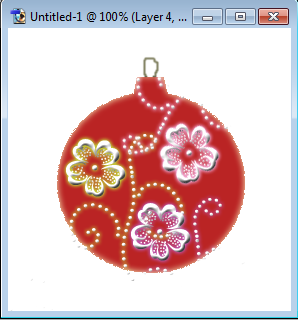 Untitled-1 @ 100% (Layer 4, ...